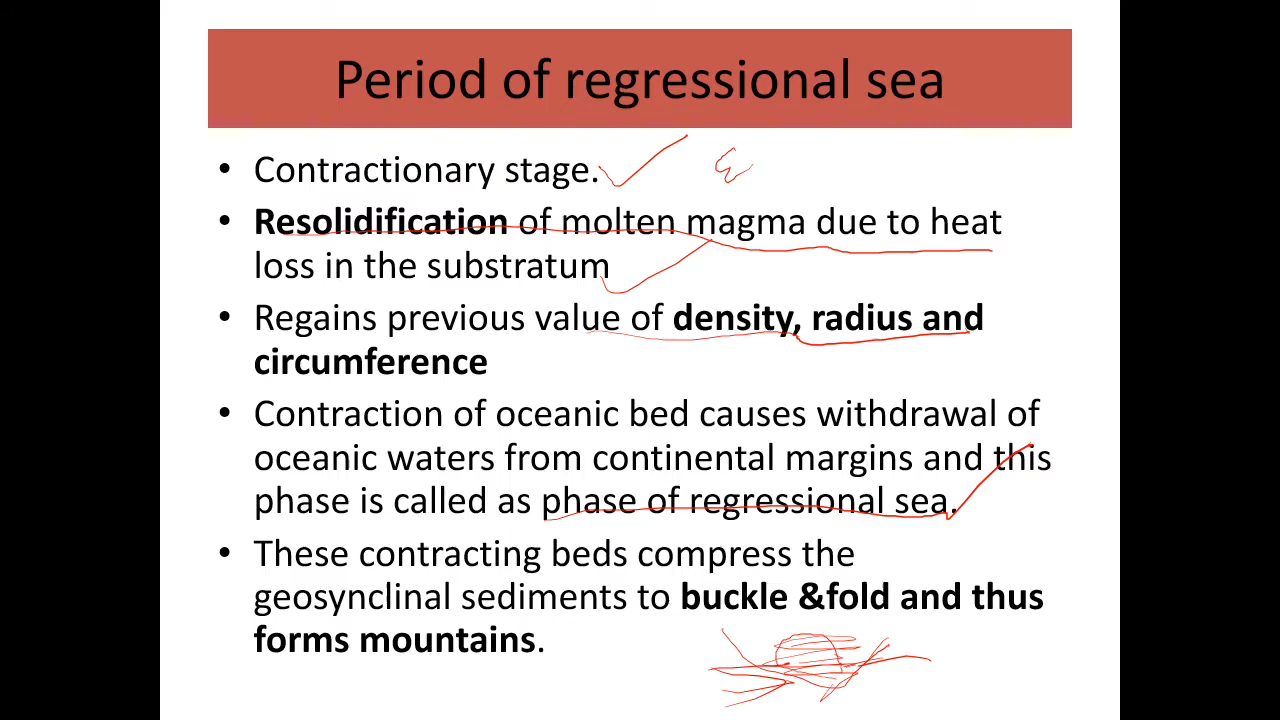 Period of regressional sea
• Contractionary stage.
• Resolidification of molten magma due to heat
loss in the substratum
• Regains previous value of density, radius and
circumference
• Contraction of oceanic bed causes withdrawal of
oceanic waters from continental margins and this
phase is called as phase of regressional sea.
• These contracting beds compress the
geosynclinal sediments to buckle &fold and thus
forms mountains.